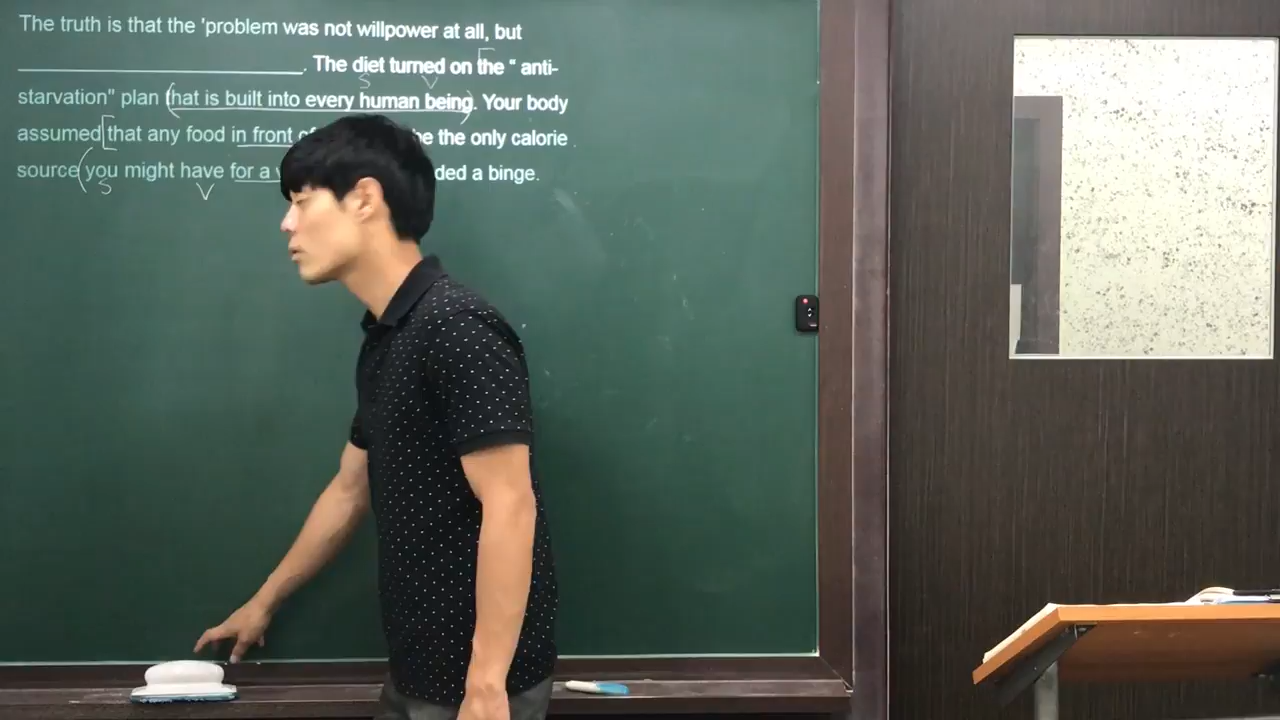 The truth is that the 'problem was not willpower at all, but
____________________. The diet turned on the “ anti-
starvation" plan (that is built into every human being). Your body
assumed [that any food in front of be the only calorie
source (you might have for a ded a binge.
S V
S V